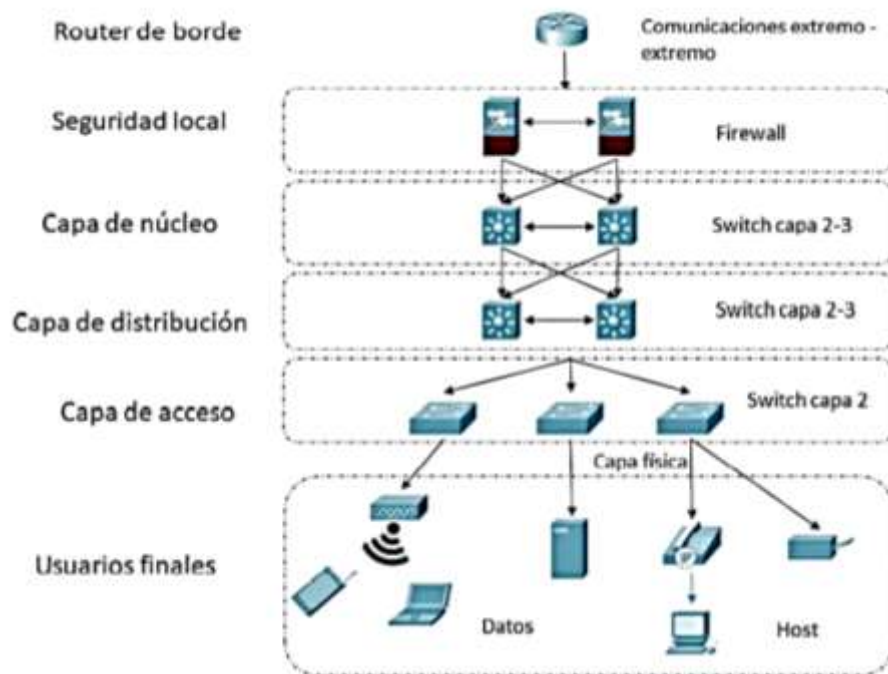 Router de borde
Comunicaciones extremo -
extremo
Seguridad local
Firewall
Capa de núcleo
Switch capa 2-3
Capa de distribución
Switch capa 2-3
Capa de acceso
Switch capa 2
Capa física
Usuarios finales
Datos
Host